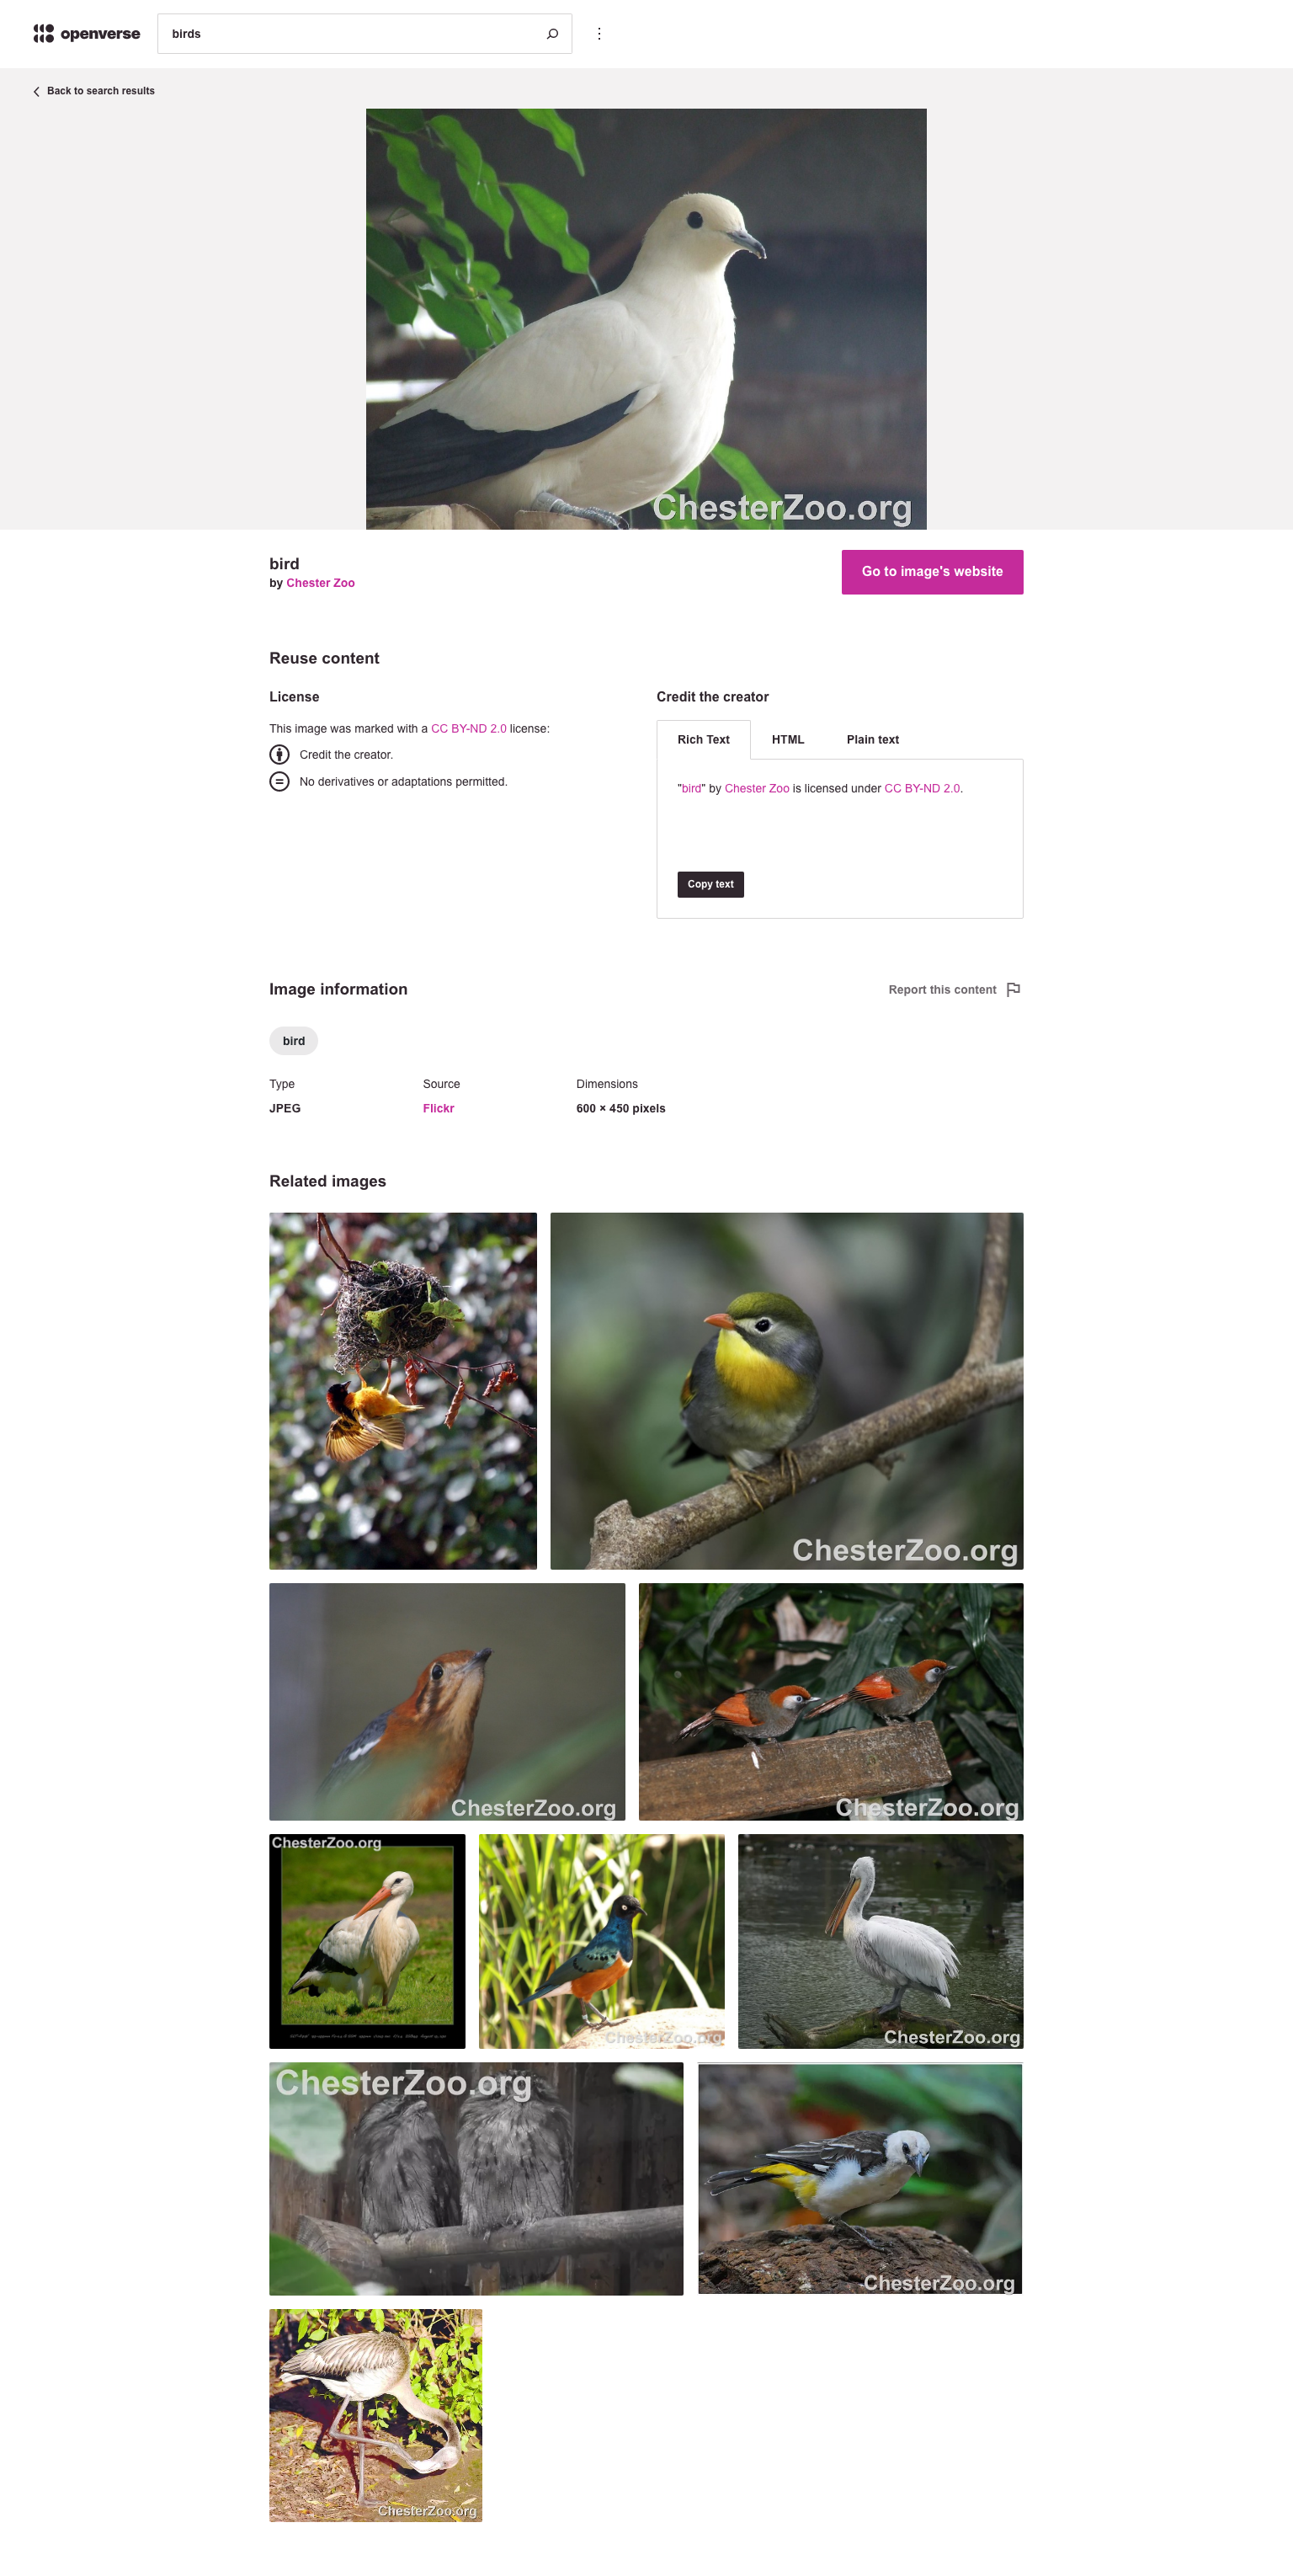 openverse
birds
Back to search results
ChesterZoo.org
bird
by Chester Zoo
Go to image's website
Reuse content
License
This image was marked with a CC BY-ND 2.0 license:
Credit the creator.
No derivatives or adaptations permitted.
Credit the creator
Rich Text HTML Plain text
"bird" by Chester Zoo is licensed under CC BY-ND 2.0.
Copy text
Image information
Report this content
bird
Type Source Dimensions
JPEG Flickr 600 × 450 pixels
Related images
ChesterZoo.org
ChesterZoo.org
ChesterZoo.org
ChesterZoo.org
ChesterZoo.org
ChesterZoo.org
ChesterZoo.org
ChesterZoo.org
ChesterZoo.org